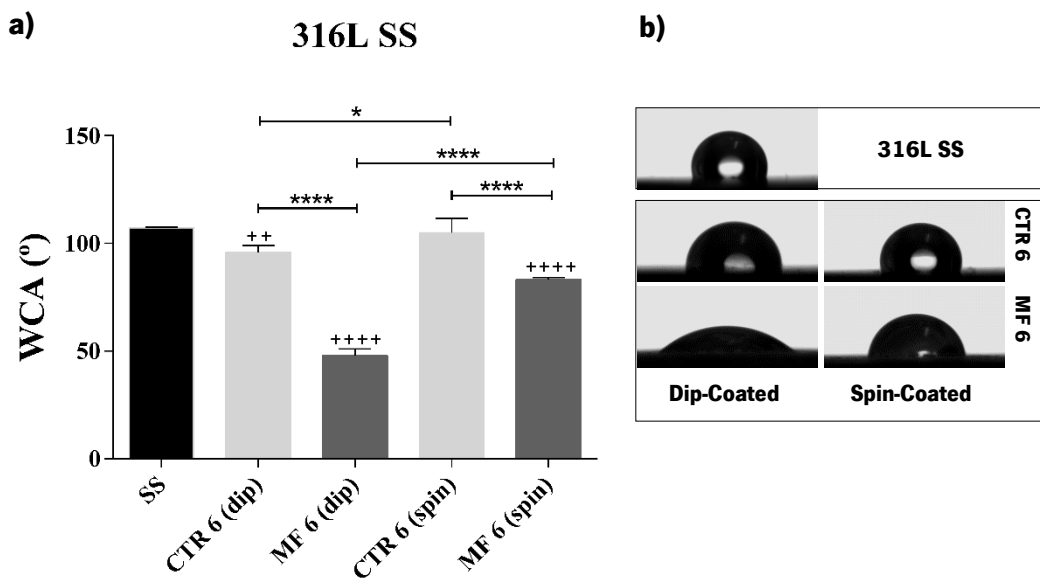 a)
316L SS
*
****
****
****
++
++++
++++
150
100
50
0
WCA (º)
SS
CTR 6 (dip)
MF 6 (dip)
CTR 6 (spin)
MF 6 (spin)
b)
316L SS
CTR 6
MF 6
Dip-Coated
Spin-Coated